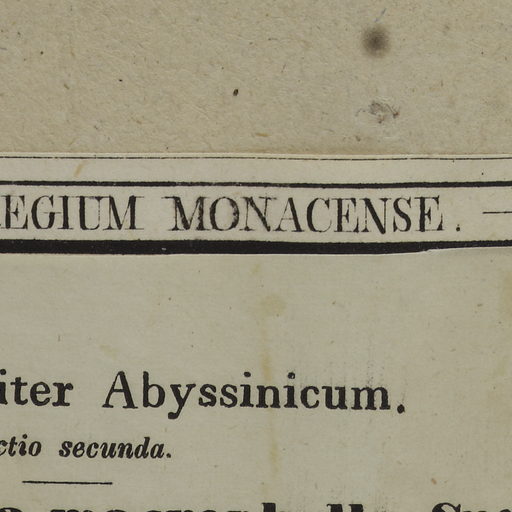 EGIUM MONACENSE. —
iter Abyssinicum.
ctio secunda.